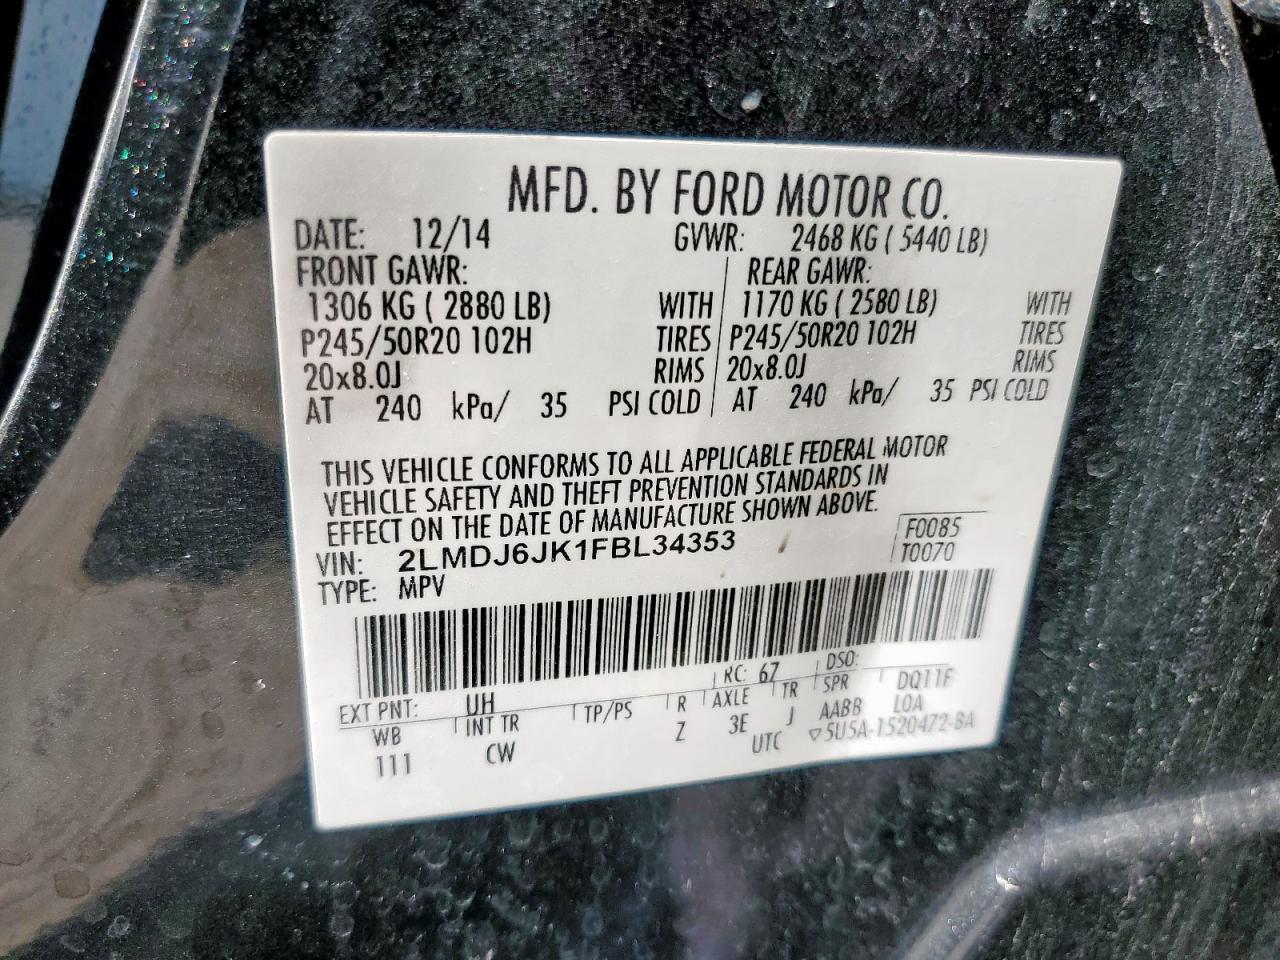 MFD. BY FORD MOTOR CO.
DATE: 12/14 GVWR: 2468 KG ( 5440 LB)
FRONT GAWR: REAR GAWR:
1306 KG ( 2880 LB) WITH 1170 KG ( 2580 LB) WITH
P245/50R20 102H TIRES P245/50R20 102H TIRES
20x8.0J RIMS 20x8.0J RIMS
AT 240 kPa/ 35 PSI COLD AT 240 kPa/ 35 PSI COLD
THIS VEHICLE CONFORMS TO ALL APPLICABLE FEDERAL MOTOR
VEHICLE SAFETY AND THEFT PREVENTION STANDARDS IN
EFFECT ON THE DATE OF MANUFACTURE SHOWN ABOVE.
F0085
VIN: 2LMDJ6JK1FBL34353 T0070
TYPE: MPV
EXT PNT: UH RC: 67 DSO:
WB INT TR TP/PS R AXLE TR SPR DQ11F
111 CW Z 3E J AABB L0A
UTC ▽5U5A-1520472-BA